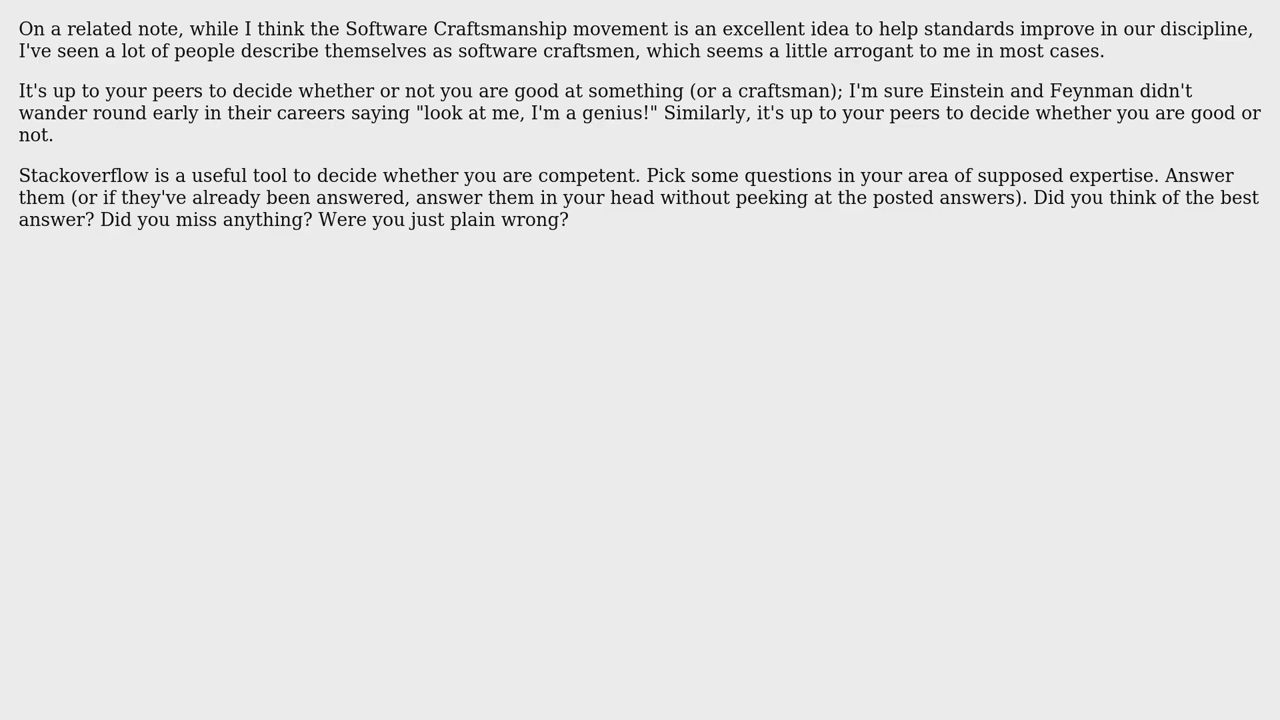 On a related note, while I think the Software Craftsmanship movement is an excellent idea to help standards improve in our discipline,
I've seen a lot of people describe themselves as software craftsmen, which seems a little arrogant to me in most cases.
It's up to your peers to decide whether or not you are good at something (or a craftsman); I'm sure Einstein and Feynman didn't
wander round early in their careers saying "look at me, I'm a genius!" Similarly, it's up to your peers to decide whether you are good or
not.
Stackoverflow is a useful tool to decide whether you are competent. Pick some questions in your area of supposed expertise. Answer
them (or if they've already been answered, answer them in your head without peeking at the posted answers). Did you think of the best
answer? Did you miss anything? Were you just plain wrong?